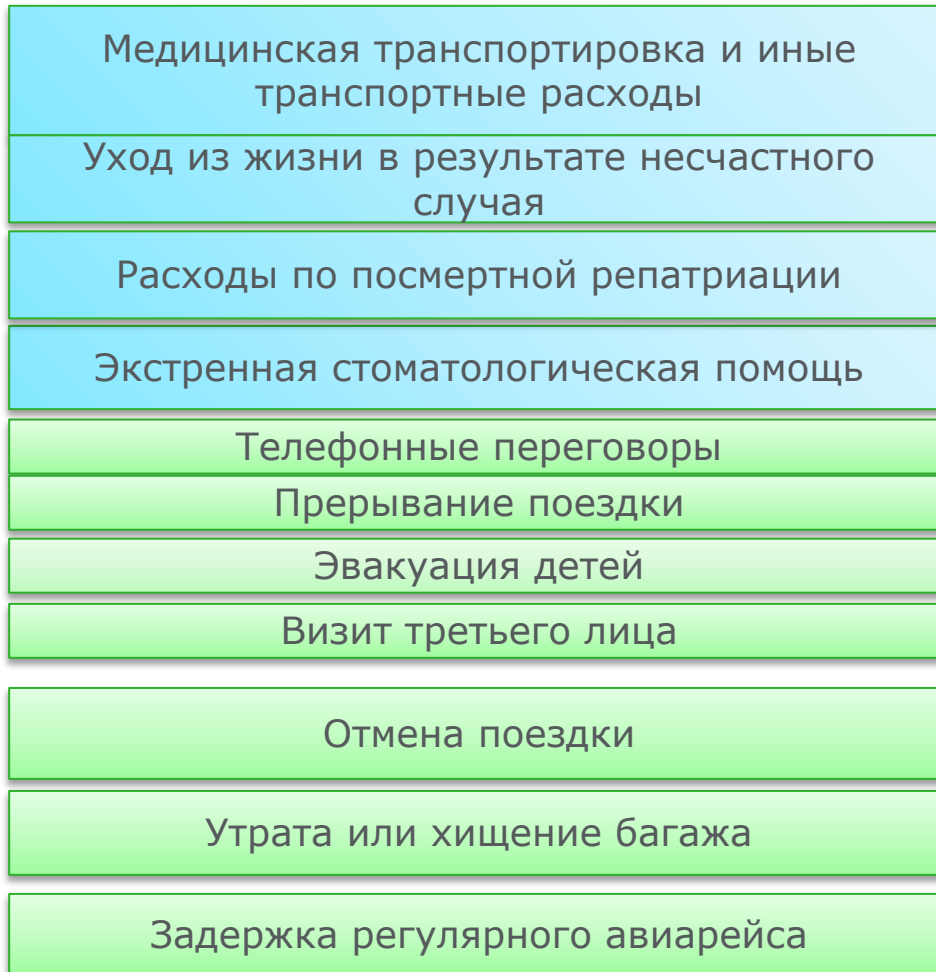 Медицинская транспортировка и иные
транспортные расходы
Уход из жизни в результате несчастного
случая
Расходы по посмертной репатриации
Экстренная стоматологическая помощь
Телефонные переговоры
Прерывание поездки
Эвакуация детей
Визит третьего лица
Отмена поездки
Утрата или хищение багажа
Задержка регулярного авиарейса